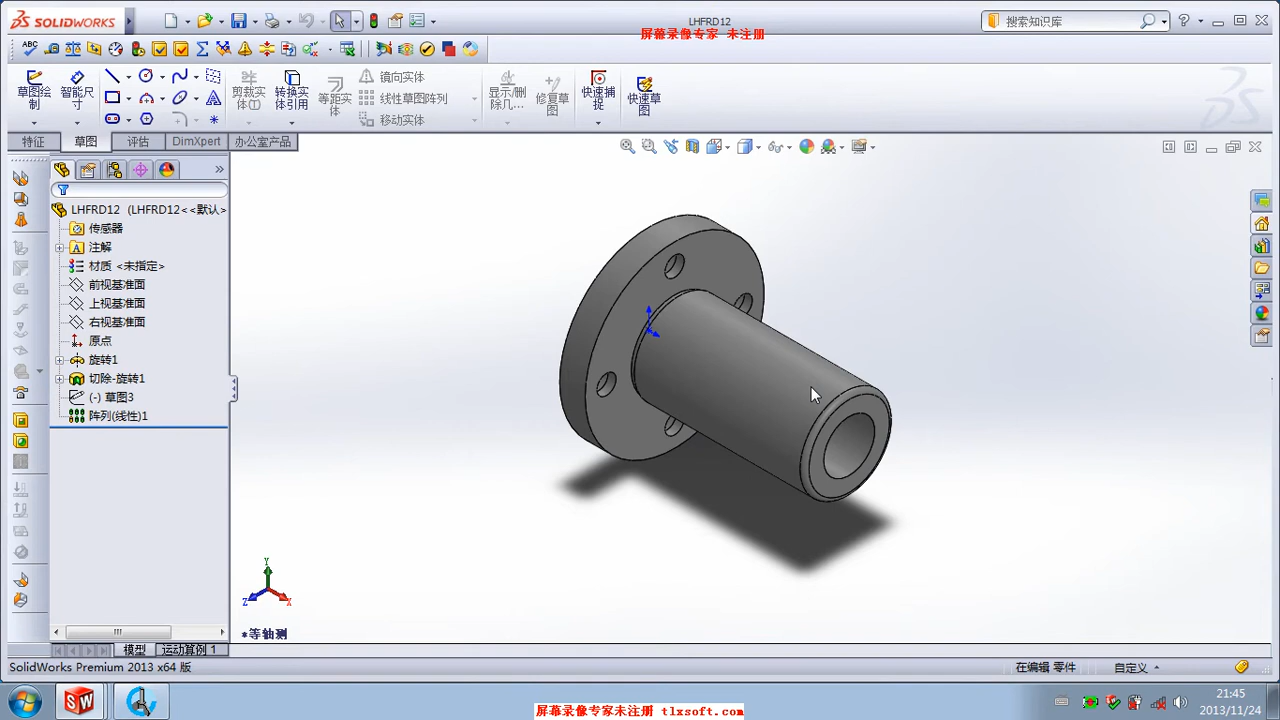 SOLIDWORKS
LHFRD12
搜索知识库
屏幕录像专家 未注册
草图绘制
智能尺寸
剪裁实体(T)
转换实体引用
等距实体
镜向实体
线性草图阵列
移动实体
显示/删除几...
修复草图
快速捕捉
快速草图
特征
草图
评估
DimXpert
办公室产品
LHFRD12 (LHFRD12<<默认>
传感器
注解
材质 <未指定>
前视基准面
上视基准面
右视基准面
原点
旋转1
切除-旋转1
(-) 草图3
阵列(线性)1
Y
Z
X
*等轴测
模型
运动算例 1
SolidWorks Premium 2013 x64 版
在编辑 零件
自定义
21:45
2013/11/24
屏幕录像专家未注册 tlxsoft.com